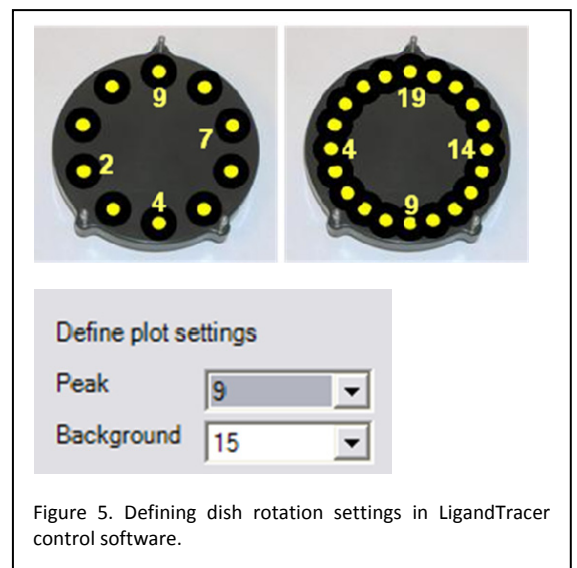 9
7
2
4
19
4
14
9
Define plot settings
Peak
9
Background
15
Figure 5. Defining dish rotation settings in LigandTracer
control software.